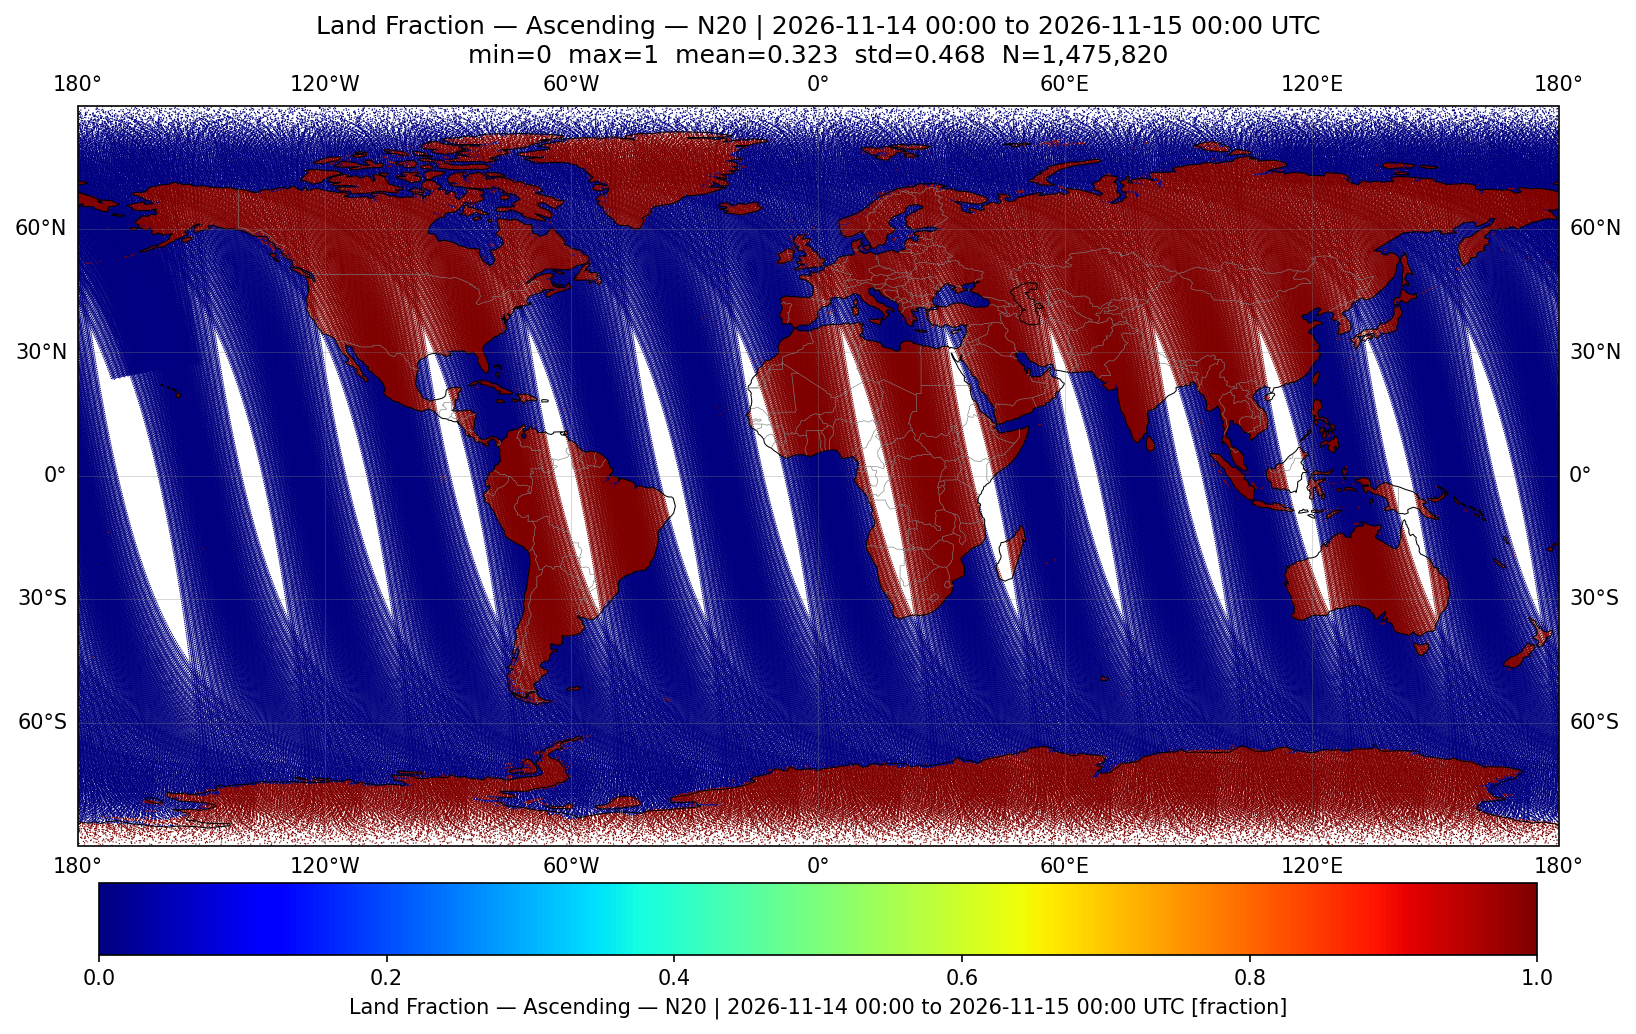 Land Fraction — Ascending — N20 | 2026-11-14 00:00 to 2026-11-15 00:00 UTC
min=0 max=1 mean=0.323 std=0.468 N=1,475,820
180° 120°W 60°W 0° 60°E 120°E 180°
60°N 60°N
30°N 30°N
0° 0°
30°S 30°S
60°S 60°S
180° 120°W 60°W 0° 60°E 120°E 180°
0.0 0.2 0.4 0.6 0.8 1.0
Land Fraction — Ascending — N20 | 2026-11-14 00:00 to 2026-11-15 00:00 UTC [fraction]